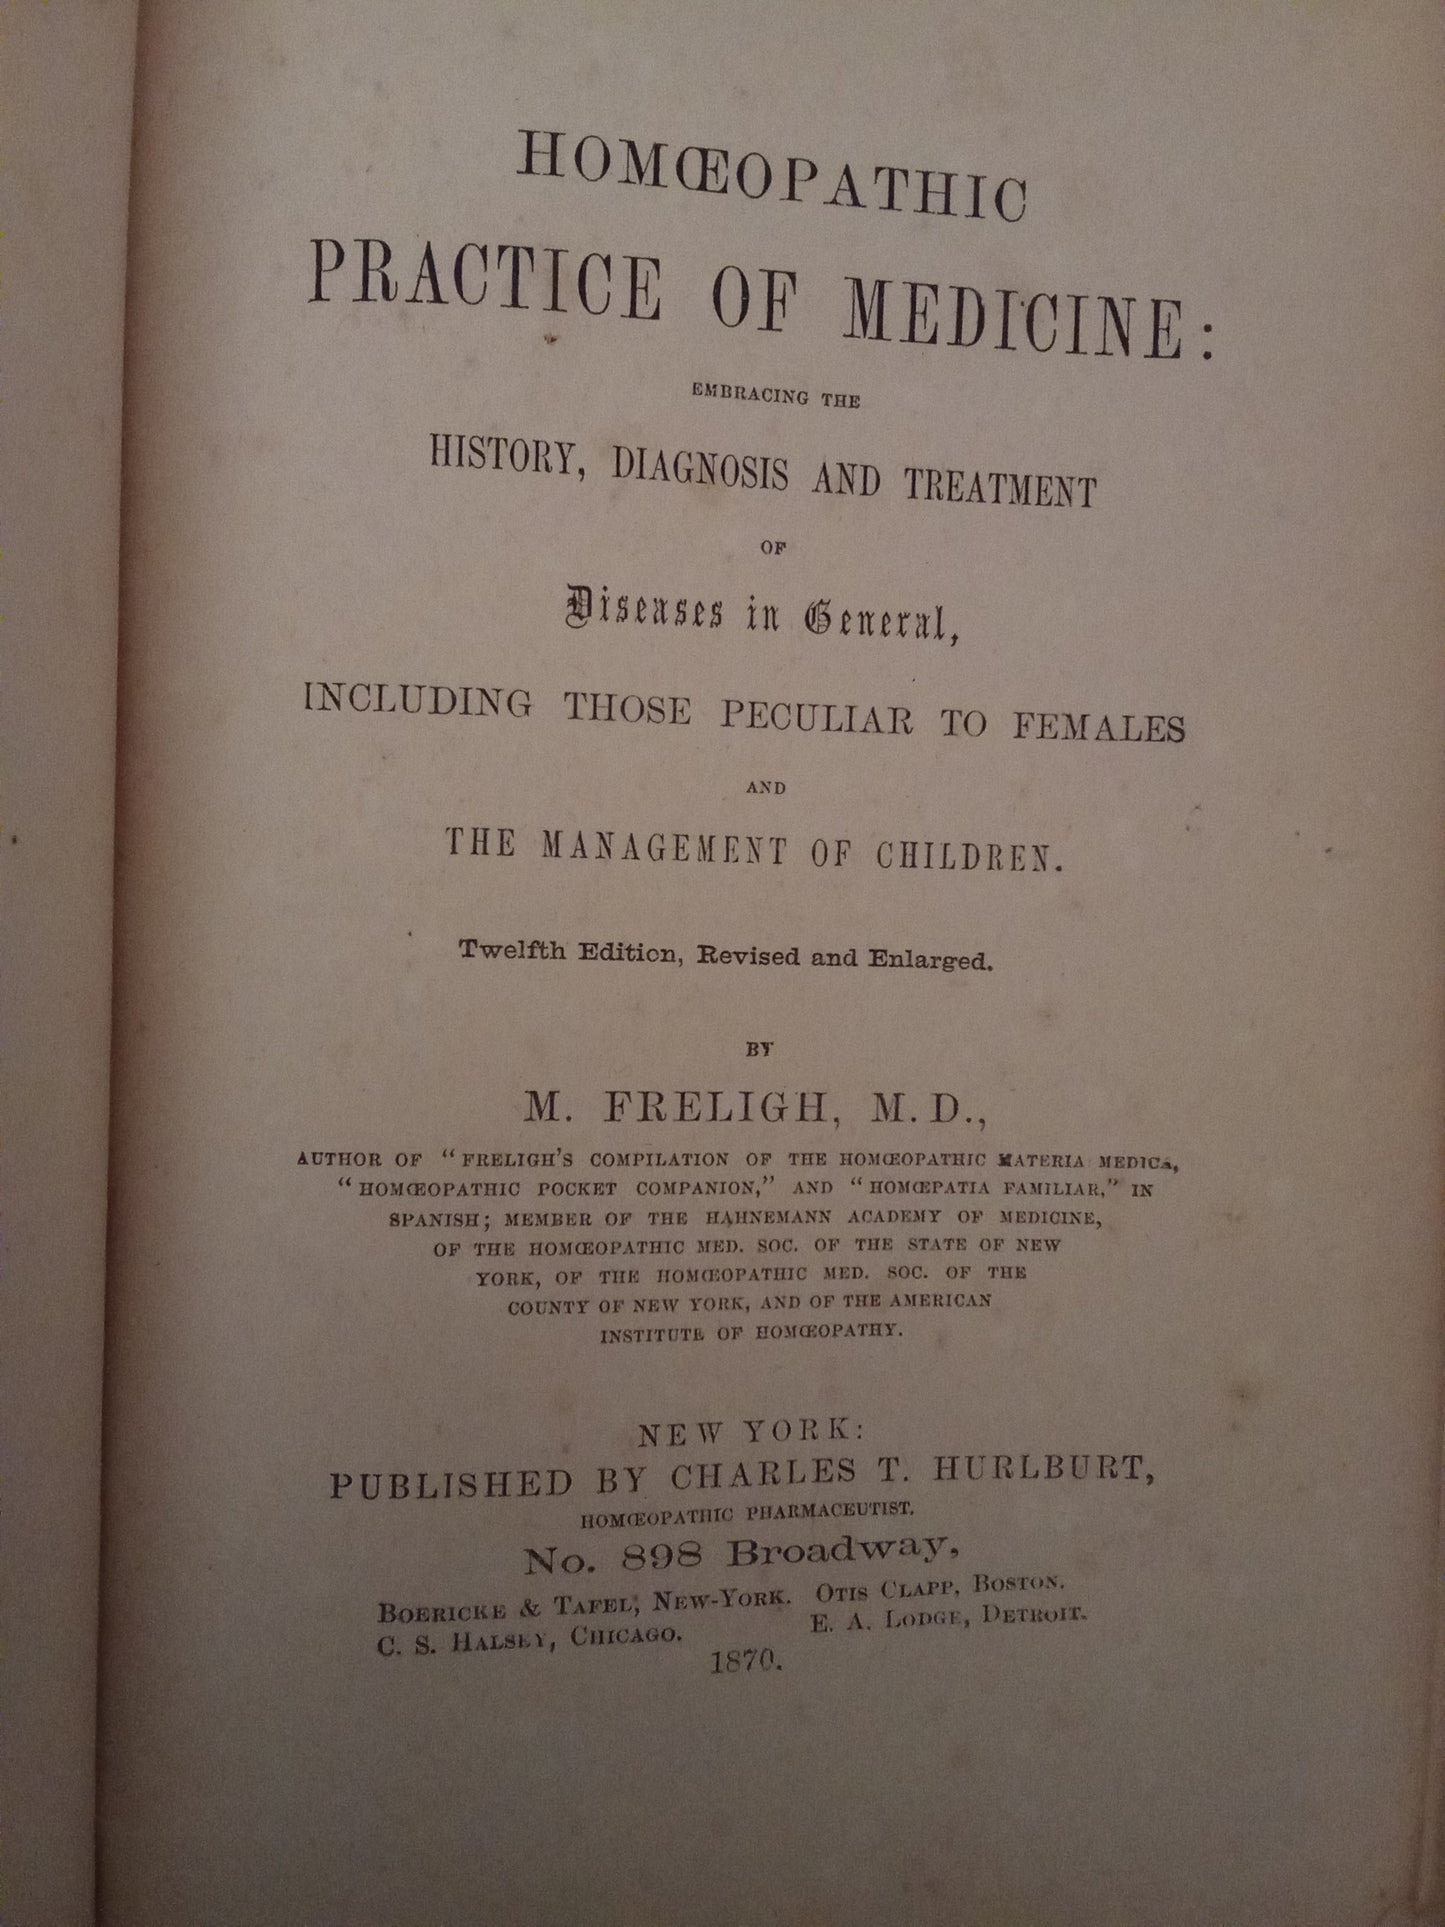 HOMŒOPATHIC
PRACTICE OF MEDICINE:
EMBRACING THE
HISTORY, DIAGNOSIS AND TREATMENT
OF
Diseases in General,
INCLUDING THOSE PECULIAR TO FEMALES
AND
THE MANAGEMENT OF CHILDREN.
Twelfth Edition, Revised and Enlarged.
BY
M. FRELIGH, M.D.,
AUTHOR OF “FRELIGH'S COMPILATION OF THE HOMŒOPATHIC MATERIA MEDICA,
“HOMŒOPATHIC POCKET COMPANION,” AND “HOMŒPATIA FAMILIAR,” IN
SPANISH; MEMBER OF THE HAHNEMANN ACADEMY OF MEDICINE,
OF THE HOMŒOPATHIC MED. SOC. OF THE STATE OF NEW
YORK, OF THE HOMŒOPATHIC MED. SOC. OF THE
COUNTY OF NEW YORK, AND OF THE AMERICAN
INSTITUTE OF HOMŒOPATHY.
NEW YORK:
PUBLISHED BY CHARLES T. HURLBURT,
HOMŒOPATHIC PHARMACEUTIST.
No. 898 Broadway,
BOERICKE & TAFEL, NEW-YORK. OTIS CLAPP, BOSTON.
C. S. HALSEY, CHICAGO. E. A. LODGE, DETROIT.
1870.